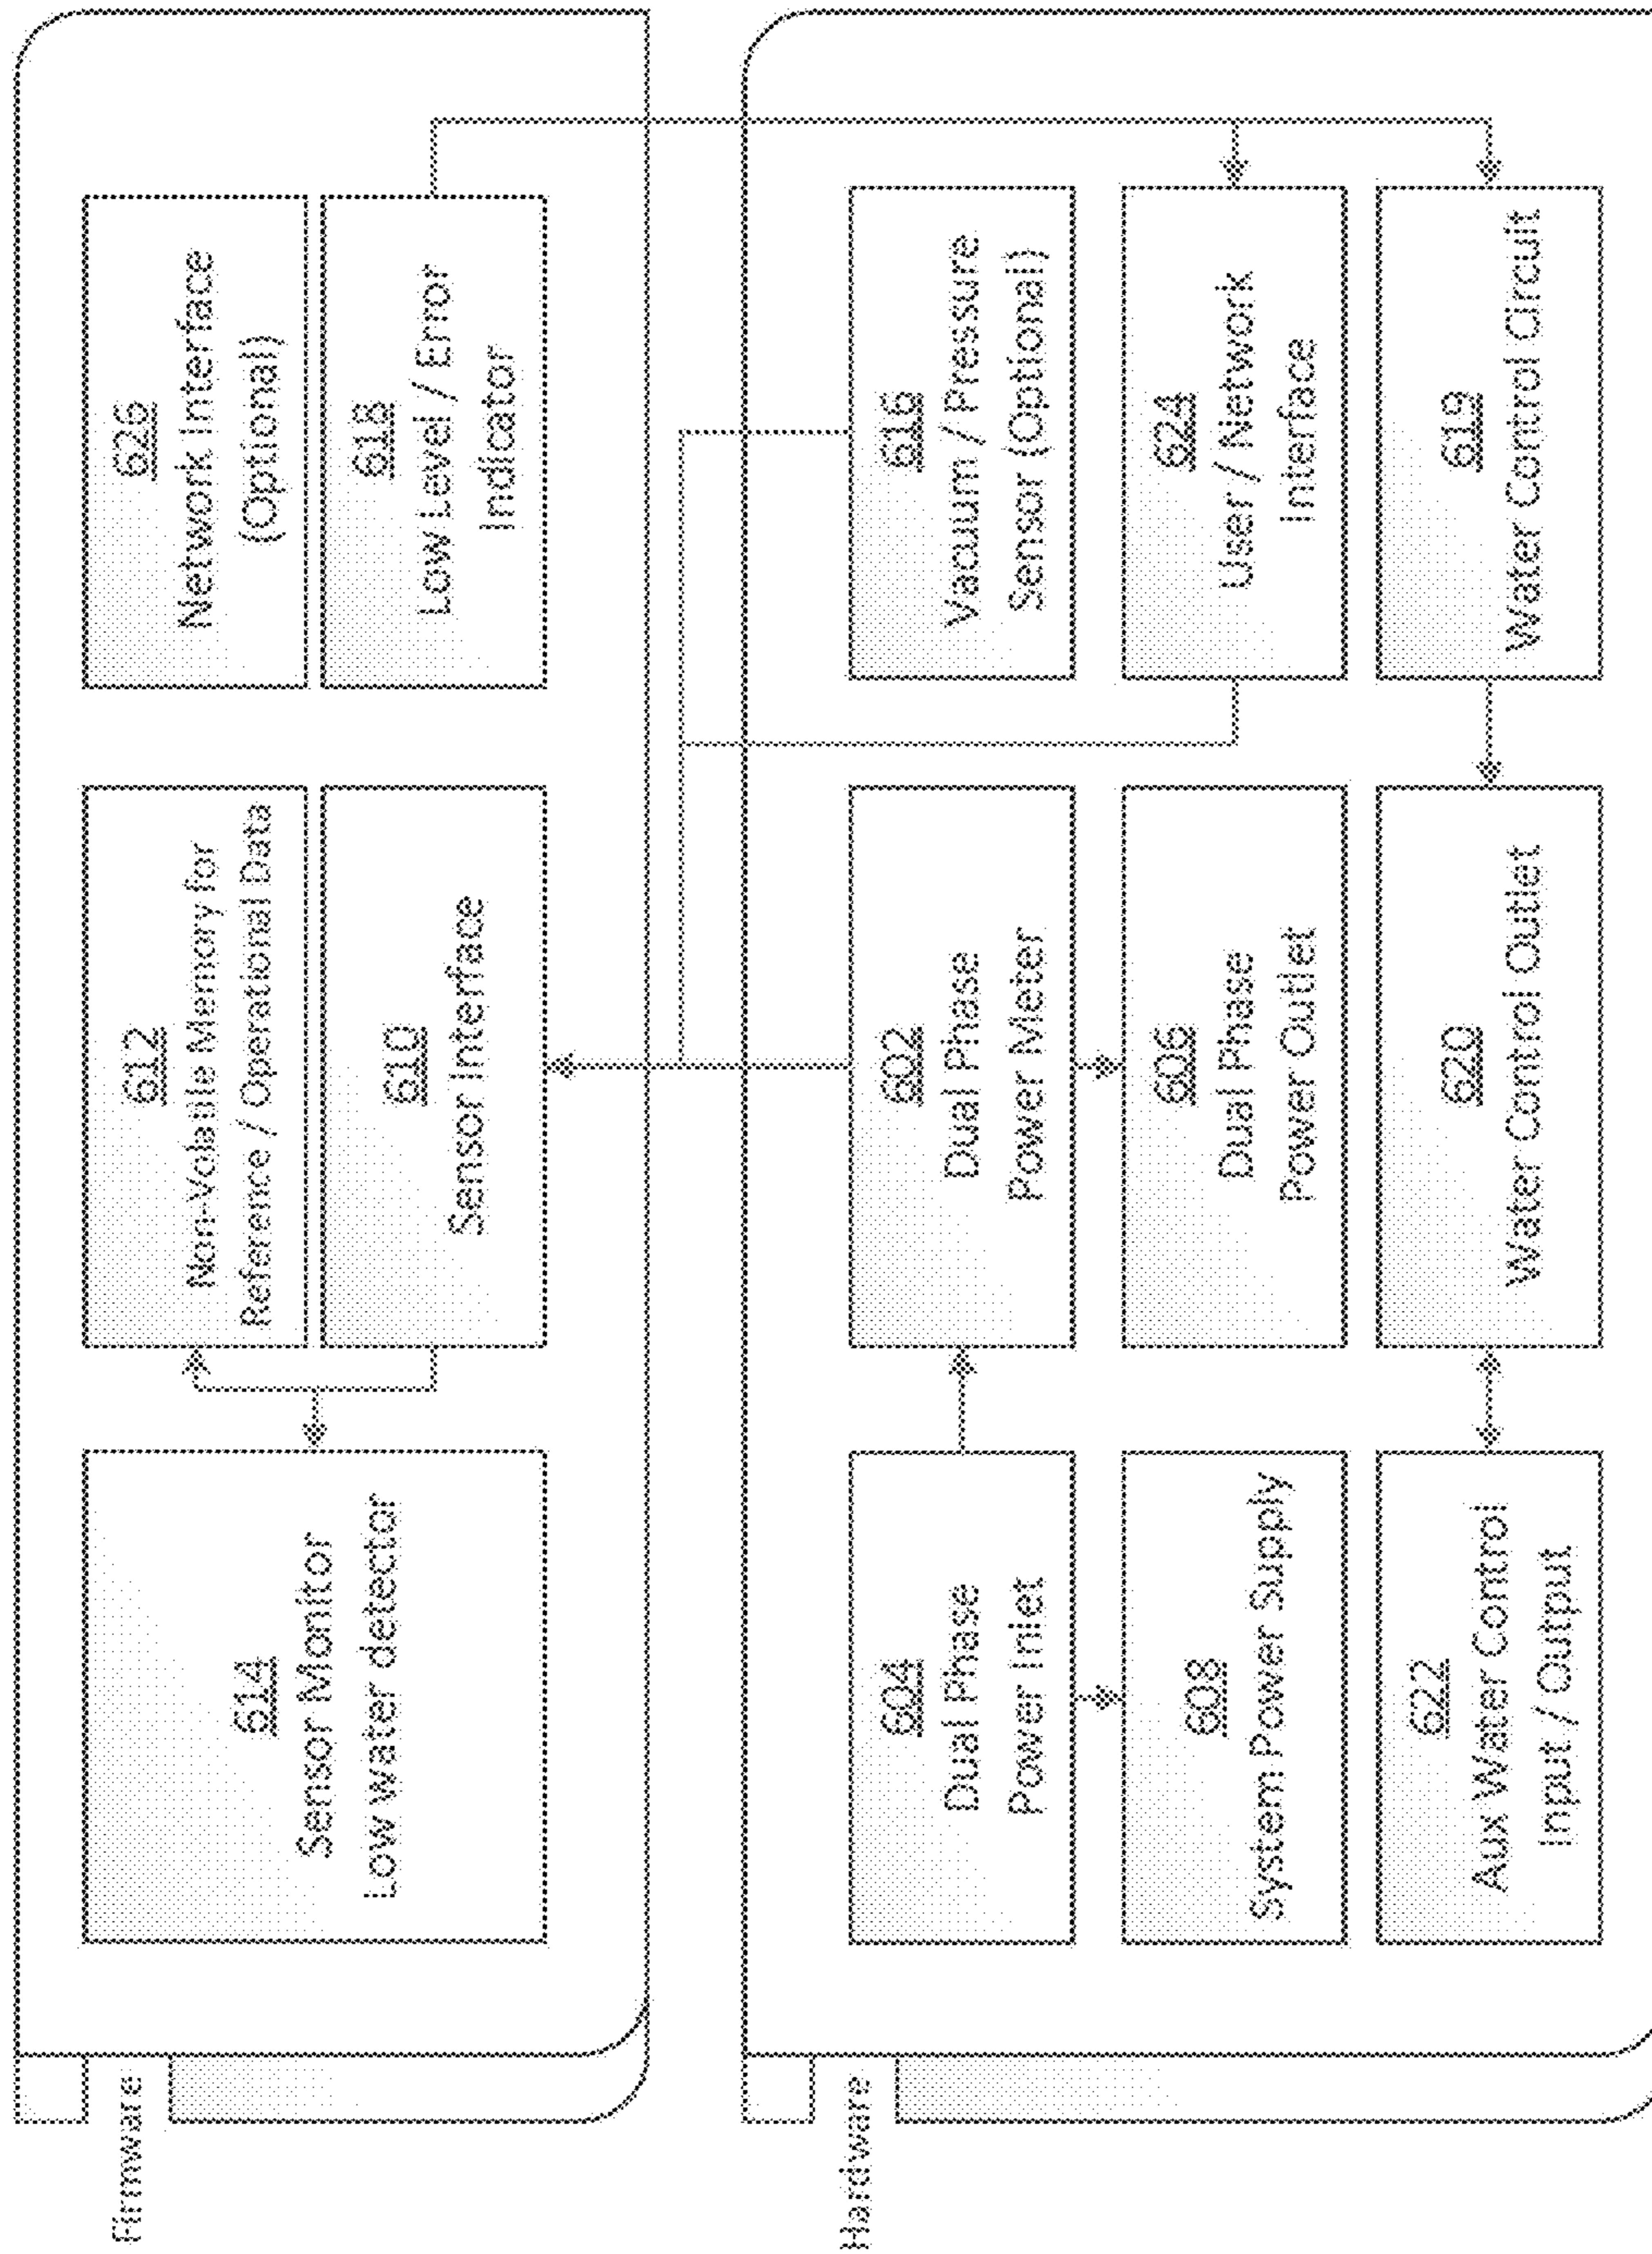 Firmware
614
Sensor Monitor
Low water detector
612
Non-Volatile Memory for
Reference / Operational Data
610
Sensor Interface
626
Network Interface
(Optional)
618
Low Level / Error
Indicator
Hardware
604
Dual Phase
Power Inlet
602
Dual Phase
Power Meter
616
Vacuum / Pressure
Sensor (Optional)
608
System Power Supply
606
Dual Phase
Power Outlet
624
User / Network
Interface
622
Aux Water Control
Input / Output
620
Water Control Outlet
619
Water Control Circuit